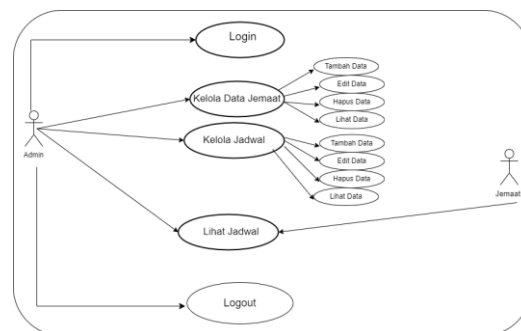 Login
Kelola Data Jemaat
Tambah Data
Edit Data
Hapus Data
Lihat Data
Admin
Kelola Jadwal
Tambah Data
Edit Data
Hapus Data
Lihat Data
Jemaat
Lihat Jadwal
Logout